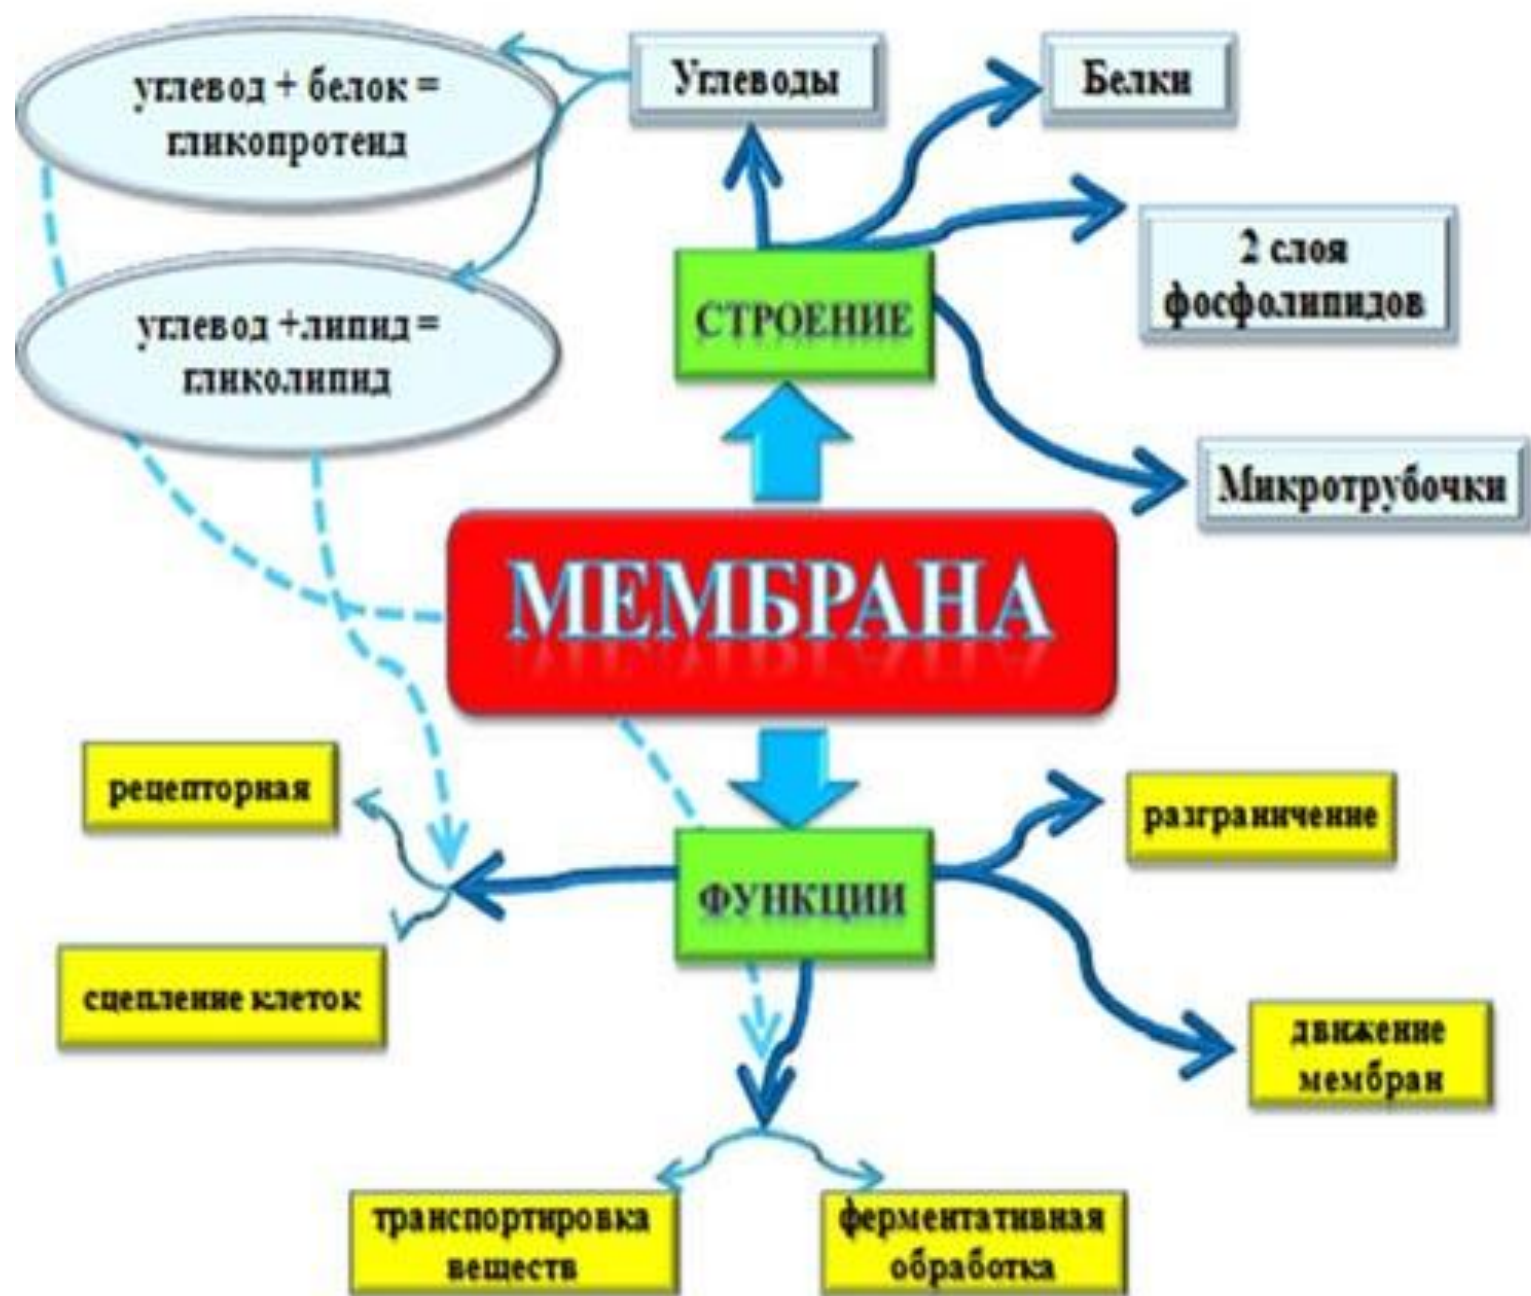 углевод + белок =
гликопротеид
Углеводы
Белки
2 слоя
фосфолипидов
углевод +липид =
гликолипид
СТРОЕНИЕ
Микротрубочки
МЕМБРАНА
рецепторная
разграничение
ФУНКЦИИ
сцепление клеток
движение
мембран
транспортировка
веществ
ферментативная
обработка